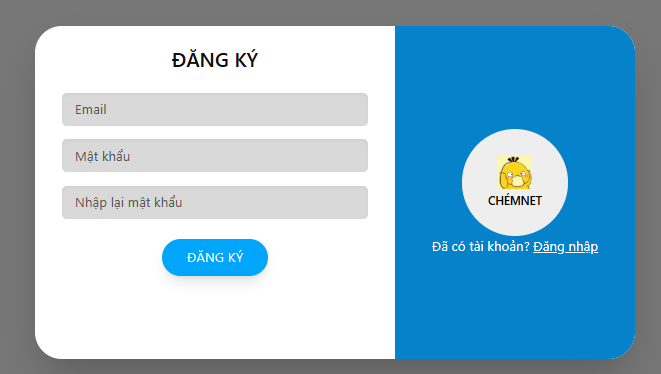 ĐĂNG KÝ
Email
Mật khẩu
Nhập lại mật khẩu
ĐĂNG KÝ
CHÉMNET
Đã có tài khoản? Đăng nhập